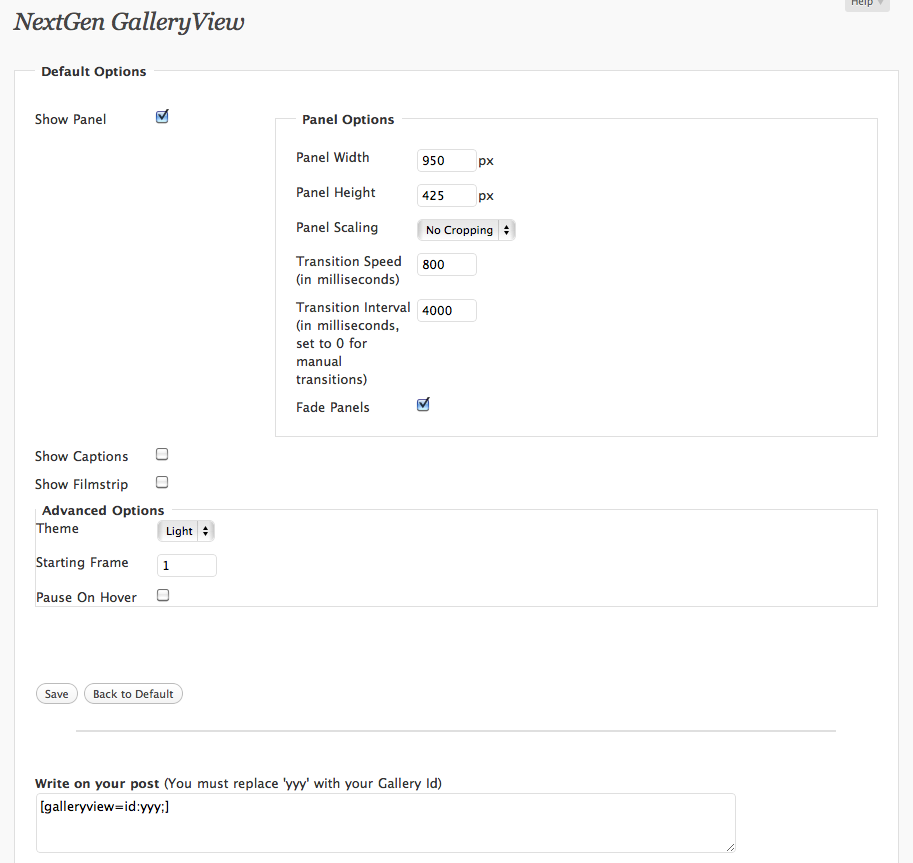 Help
NextGen GalleryView
Default Options
Show Panel
Panel Options
Panel Width 950 px
Panel Height 425 px
Panel Scaling No Cropping
Transition Speed 800
(in milliseconds)
Transition Interval 4000
(in milliseconds,
set to 0 for
manual
transitions)
Fade Panels
Show Captions
Show Filmstrip
Advanced Options
Theme Light
Starting Frame 1
Pause On Hover
Save Back to Default
Write on your post (You must replace 'yyy' with your Gallery Id)
[galleryview=id:yyy;]